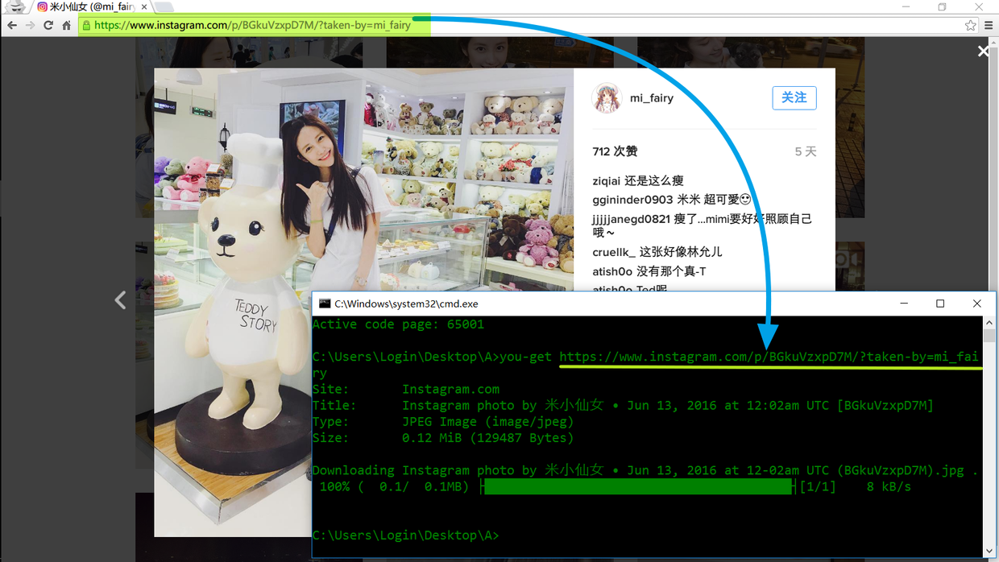 米小仙女 (@mi_fairy
https://www.instagram.com/p/BGkuVzxpD7M/?taken-by=mi_fairy
mi_fairy
关注
712 次赞
5 天
ziqiai 还是这么瘦
ggininder0903 米米 超可愛😍
jjjjjanegd0821 瘦了...mimi要好好照顾自己
哦～
cruellk_ 这张好像林允儿
atish0o 没有那个真-T
atish0o Ted呢
TEDDY
STORY
C:\Windows\system32\cmd.exe
Active code page: 65001
C:\Users\Login\Desktop\A>you-get https://www.instagram.com/p/BGkuVzxpD7M/?taken-by=mi_fai
ry
Site: Instagram.com
Title: Instagram photo by 米小仙女 • Jun 13, 2016 at 12:02am UTC [BGkuVzxpD7M]
Type: JPEG Image (image/jpeg)
Size: 0.12 MiB (129487 Bytes)
Downloading Instagram photo by 米小仙女 • Jun 13, 2016 at 12-02am UTC (BGkuVzxpD7M).jpg .
100% ( 0.1/ 0.1MB) ├█┤[1/1] 8 kB/s
C:\Users\Login\Desktop\A>